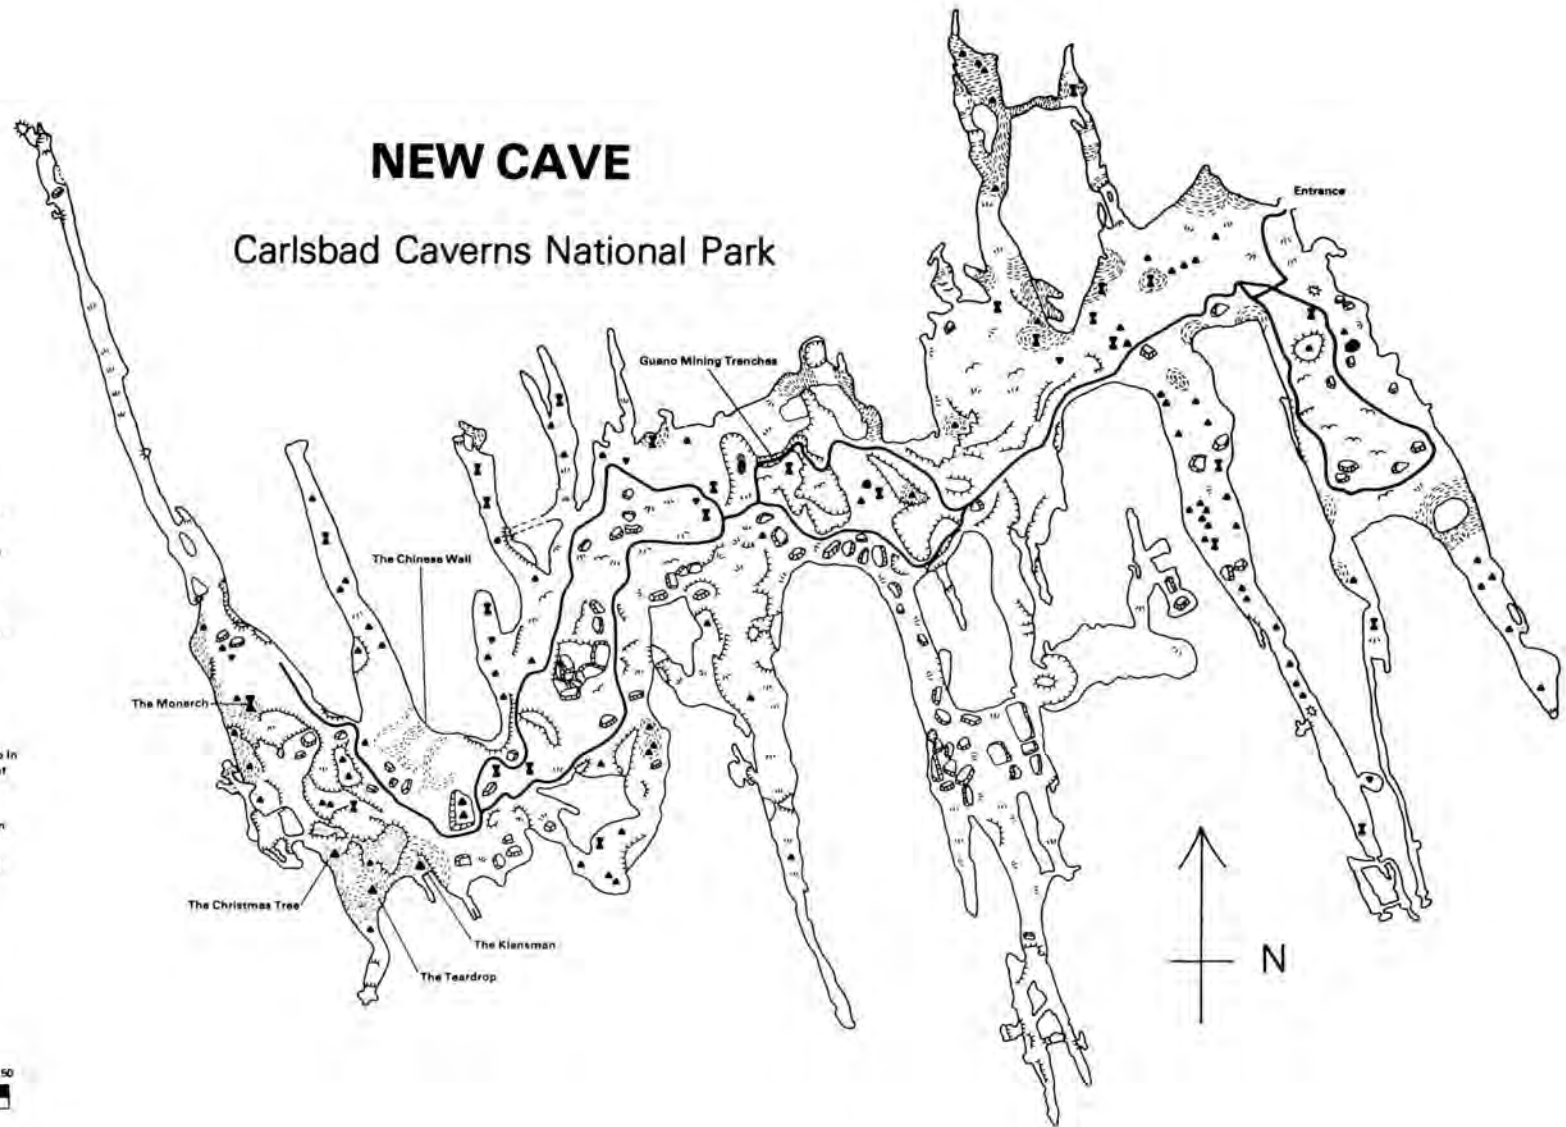 NEW CAVE
Carlsbad Caverns National Park
Entrance
Guano Mining Trenches
The Chinese Wall
The Monarch
The Christmas Tree
The Klansman
The Teardrop
N
in
50